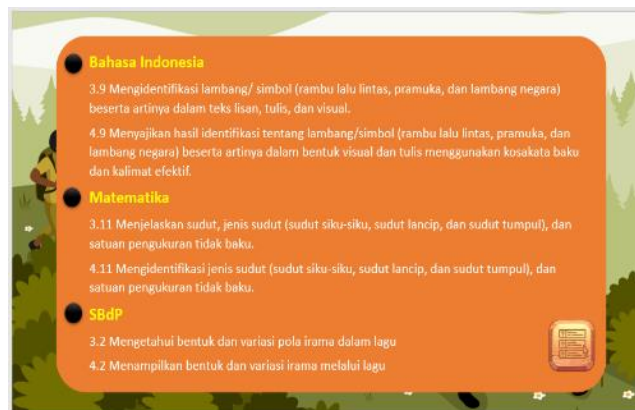 Bahasa Indonesia
3.9 Mengidentifikasi lambang/ simbol (rambu lalu lintas, pramuka, dan lambang negara)
beserta artinya dalam teks lisan, tulis, dan visual.
4.9 Menyajikan hasil identifikasi tentang lambang/simbol (rambu lalu lintas, pramuka, dan
lambang negara) beserta artinya dalam bentuk visual dan tulis menggunakan kosakata baku
dan kalimat efektif.
Matematika
3.11 Menjelaskan sudut, jenis sudut (sudut siku-siku, sudut lancip, dan sudut tumpul), dan
satuan pengukuran tidak baku.
4.11 Mengidentifikasi jenis sudut (sudut siku-siku, sudut lancip, dan sudut tumpul), dan
satuan pengukuran tidak baku.
SBdP
3.2 Mengetahui bentuk dan variasi pola irama dalam lagu
4.2 Menampilkan bentuk dan variasi irama melalui lagu